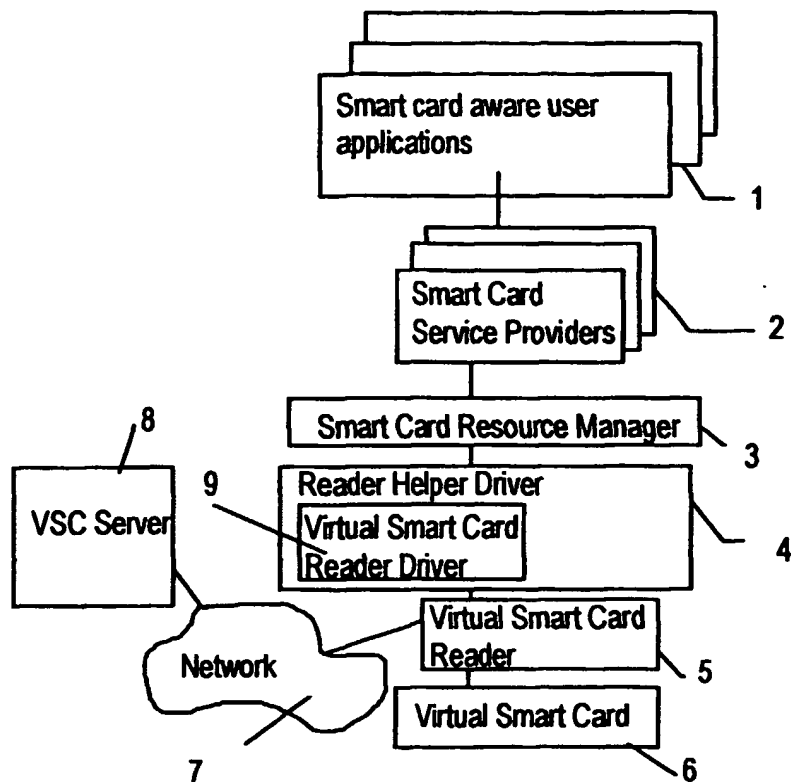 Smart card aware user
applications
1
Smart Card
Service Providers
2
8
Smart Card Resource Manager
3
VSC Server
9
Reader Helper Driver
Virtual Smart Card
Reader Driver
4
Virtual Smart Card
Reader
5
Network
Virtual Smart Card
7
6